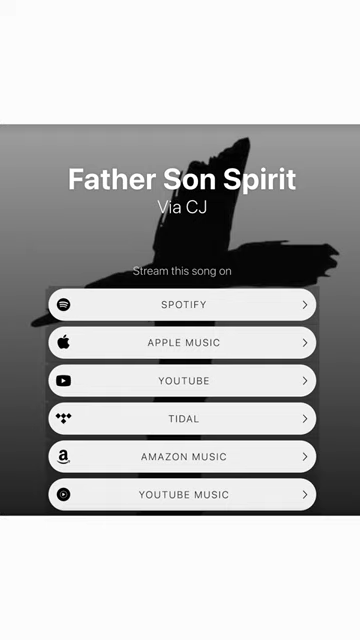 Father Son Spirit
Via CJ
Stream this song on
SPOTIFY
APPLE MUSIC
YOUTUBE
TIDAL
AMAZON MUSIC
YOUTUBE MUSIC